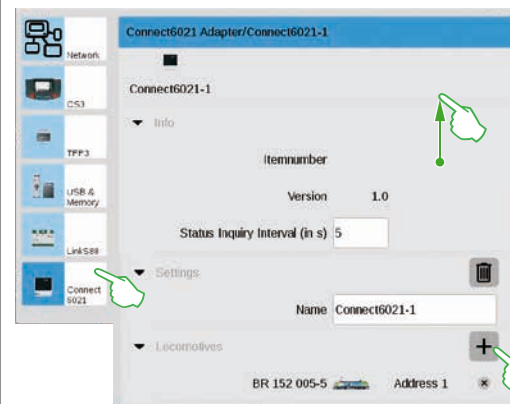 Network
CS3
TFP3
USB &
Memory
LinkS88
Connect
6021
Connect6021 Adapter/Connect6021-1
Connect6021-1
Info
Itemnumber
Version 1.0
Status Inquiry Interval (in s) 5
Settings
Name Connect6021-1
Locomotives
+
BR 152 005-5 Address 1